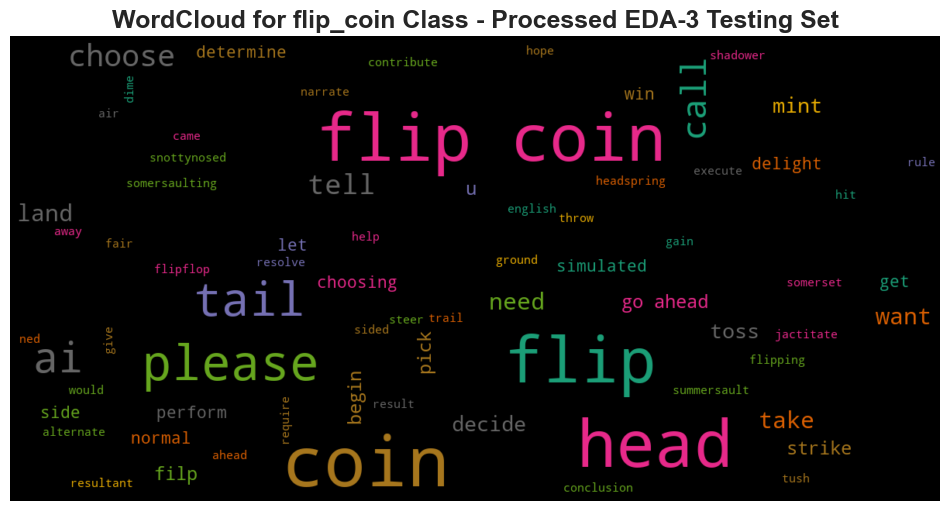 WordCloud for flip_coin Class - Processed EDA-3 Testing Set
choose
determine
contribute
hope
shadower
dime
air
narrate
call
win
mint
came
flip coin
snottynosed
somersaulting
tell
u
headspring
execute
delight
rule
land
away
fair
english
throw
hit
let
resolve
help
gain
flipflop
choosing
ground
simulated
somerset
get
tail
need
go ahead
want
ned
ai
give
please
sided
steer
trail
pick
flip
toss
jactitate
flipping
would
begin
summersault
side
alternate
perform
require
result
decide
head
take
normal
ahead
strike
resultant
filp
coin
conclusion
tush